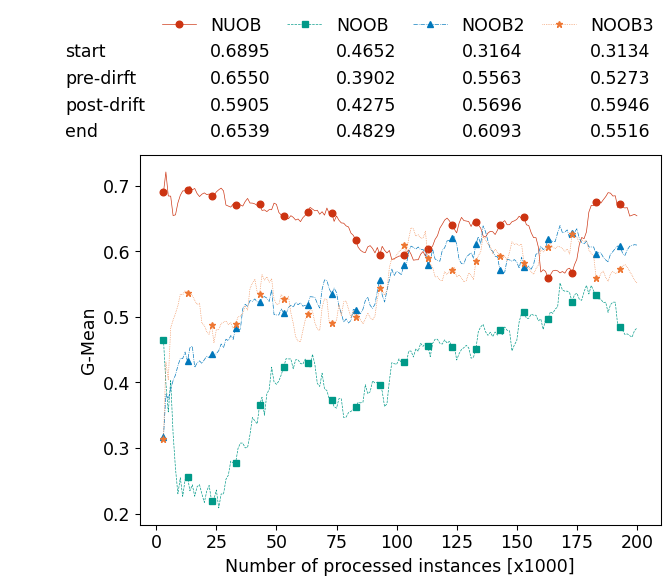 NUOB NOOB NOOB2 NOOB3
start 0.6895 0.4652 0.3164 0.3134
pre-dirft 0.6550 0.3902 0.5563 0.5273
post-drift 0.5905 0.4275 0.5696 0.5946
end 0.6539 0.4829 0.6093 0.5516
0.7
0.6
0.5
0.4
0.3
0.2
G-Mean
0 25 50 75 100 125 150 175 200
Number of processed instances [x1000]